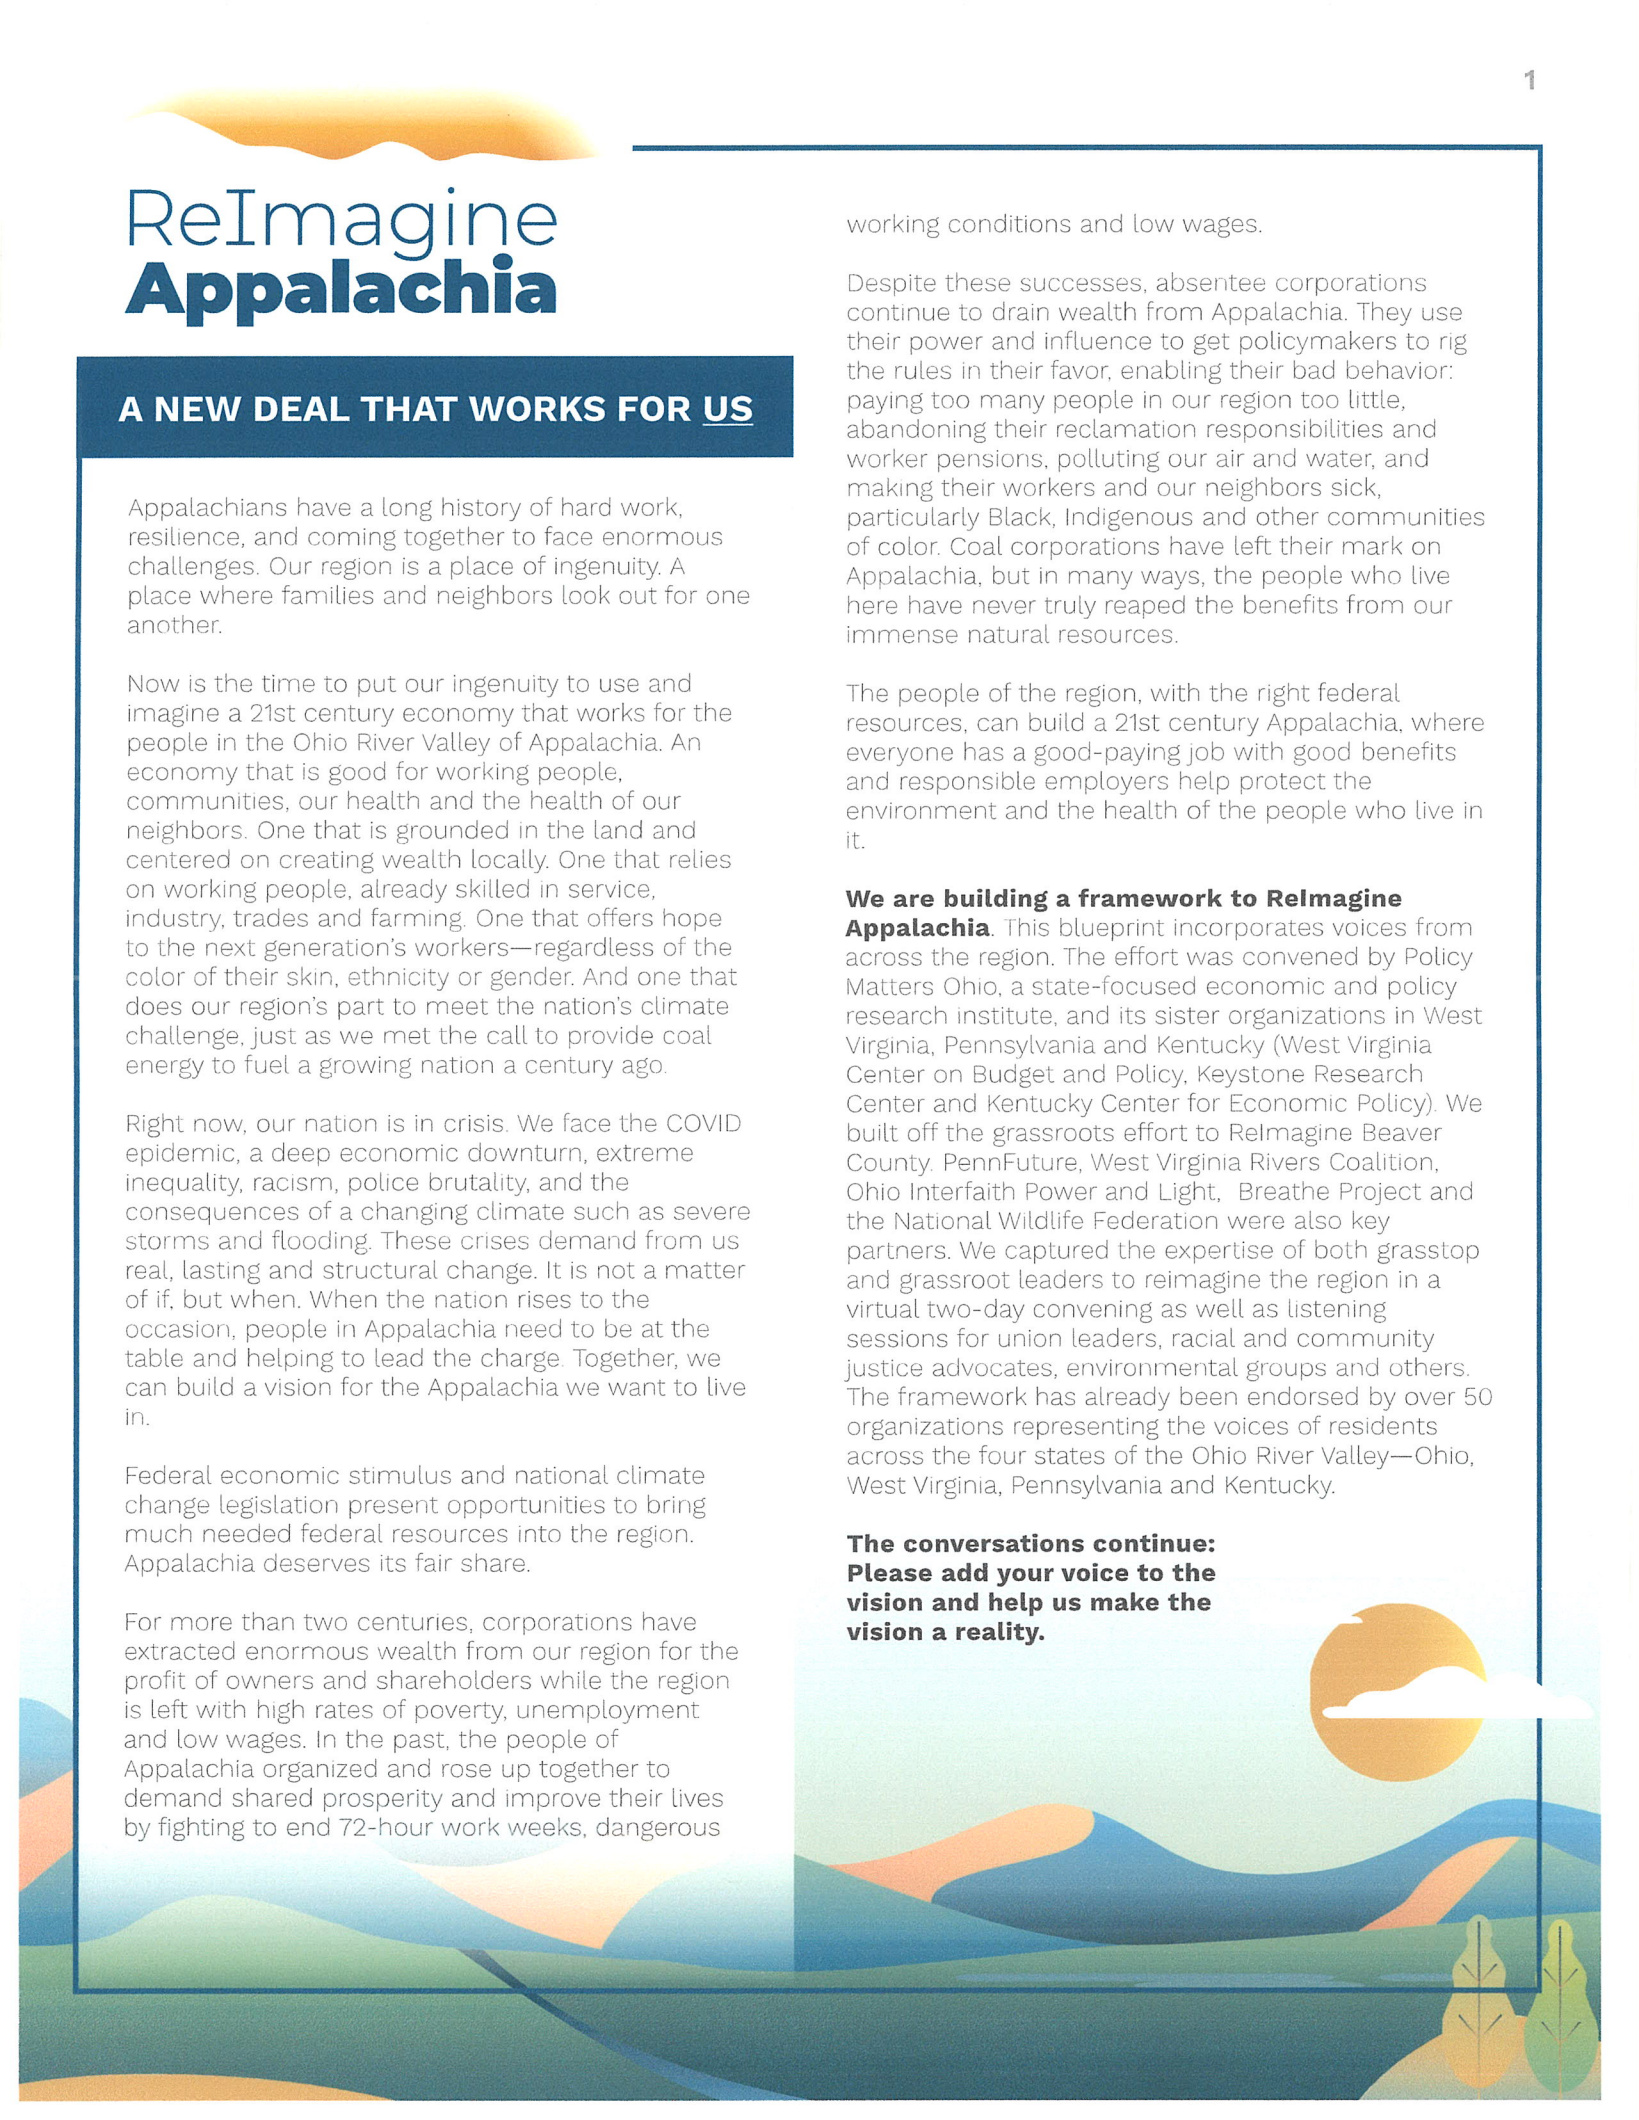 1
ReImagine
Appalachia
A NEW DEAL THAT WORKS FOR US
Appalachians have a long history of hard work,
resilience, and coming together to face enormous
challenges. Our region is a place of ingenuity. A
place where families and neighbors look out for one
another.
Now is the time to put our ingenuity to use and
imagine a 21st century economy that works for the
people in the Ohio River Valley of Appalachia. An
economy that is good for working people,
communities, our health and the health of our
neighbors. One that is grounded in the land and
centered on creating wealth locally. One that relies
on working people, already skilled in service,
industry, trades and farming. One that offers hope
to the next generation's workers—regardless of the
color of their skin, ethnicity or gender. And one that
does our region's part to meet the nation's climate
challenge, just as we met the call to provide coal
energy to fuel a growing nation a century ago.
Right now, our nation is in crisis. We face the COVID
epidemic, a deep economic downturn, extreme
inequality, racism, police brutality, and the
consequences of a changing climate such as severe
storms and flooding. These crises demand from us
real, lasting and structural change. It is not a matter
of if, but when. When the nation rises to the
occasion, people in Appalachia need to be at the
table and helping to lead the charge. Together, we
can build a vision for the Appalachia we want to live
in.
Federal economic stimulus and national climate
change legislation present opportunities to bring
much needed federal resources into the region.
Appalachia deserves its fair share.
For more than two centuries, corporations have
extracted enormous wealth from our region for the
profit of owners and shareholders while the region
is left with high rates of poverty, unemployment
and low wages. In the past, the people of
Appalachia organized and rose up together to
demand shared prosperity and improve their lives
by fighting to end 72-hour work weeks, dangerous
working conditions and low wages.
Despite these successes, absentee corporations
continue to drain wealth from Appalachia. They use
their power and influence to get policymakers to rig
the rules in their favor, enabling their bad behavior:
paying too many people in our region too little,
abandoning their reclamation responsibilities and
worker pensions, polluting our air and water, and
making their workers and our neighbors sick,
particularly Black, Indigenous and other communities
of color. Coal corporations have left their mark on
Appalachia, but in many ways, the people who live
here have never truly reaped the benefits from our
immense natural resources.
The people of the region, with the right federal
resources, can build a 21st century Appalachia, where
everyone has a good-paying job with good benefits
and responsible employers help protect the
environment and the health of the people who live in
it.
We are building a framework to ReImagine
Appalachia. This blueprint incorporates voices from
across the region. The effort was convened by Policy
Matters Ohio, a state-focused economic and policy
research institute, and its sister organizations in West
Virginia, Pennsylvania and Kentucky (West Virginia
Center on Budget and Policy, Keystone Research
Center and Kentucky Center for Economic Policy). We
built off the grassroots effort to ReImagine Beaver
County. PennFuture, West Virginia Rivers Coalition,
Ohio Interfaith Power and Light, Breathe Project and
the National Wildlife Federation were also key
partners. We captured the expertise of both grasstop
and grassroot leaders to reimagine the region in a
virtual two-day convening as well as listening
sessions for union leaders, racial and community
justice advocates, environmental groups and others.
The framework has already been endorsed by over 50
organizations representing the voices of residents
across the four states of the Ohio River Valley—Ohio,
West Virginia, Pennsylvania and Kentucky.
The conversations continue:
Please add your voice to the
vision and help us make the
vision a reality.